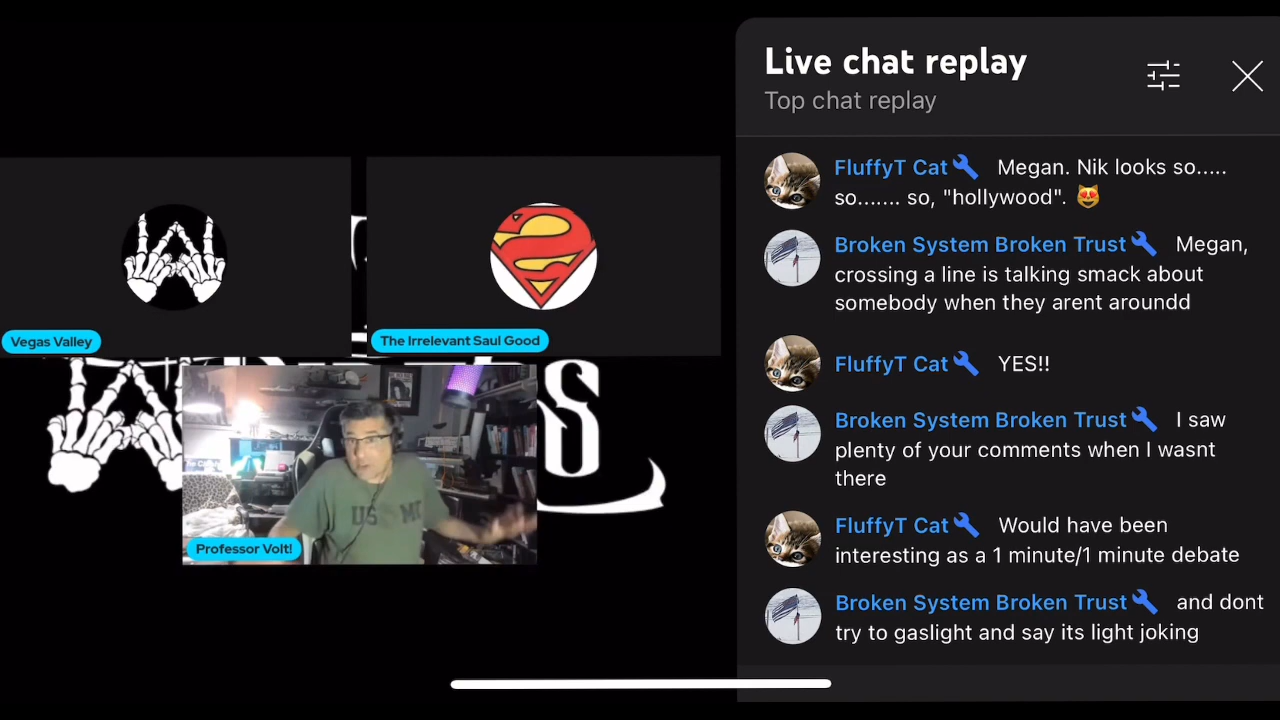 Live chat replay
Top chat replay
FluffyT Cat Megan. Nik looks so.....
so....... so, "hollywood". 😻
Broken System Broken Trust Megan,
crossing a line is talking smack about
somebody when they arent aroundd
FluffyT Cat YES!!
Broken System Broken Trust I saw
plenty of your comments when I wasnt
there
FluffyT Cat Would have been
interesting as a 1 minute/1 minute debate
Broken System Broken Trust and dont
try to gaslight and say its light joking
Vegas Valley
The Irrelevant Saul Good
US MC
Professor Volt!